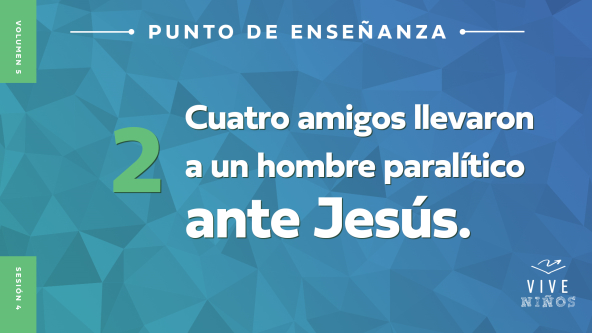 VOLUMEN 5
PUNTO DE ENSEÑANZA
2
Cuatro amigos llevaron
a un hombre paralítico
ante Jesús.
SESIÓN 4
VIVE
NIÑOS